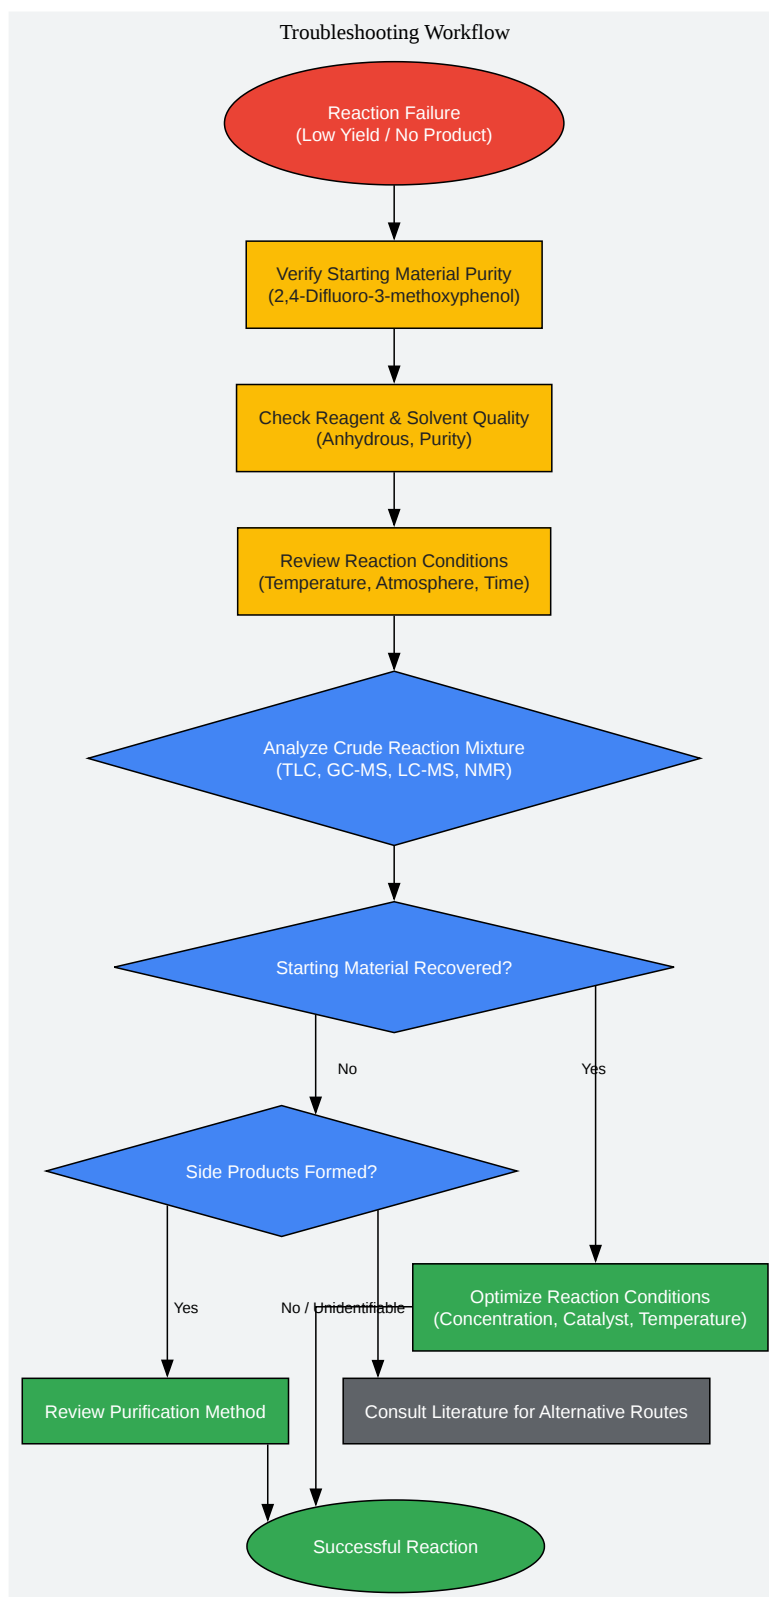 Troubleshooting Workflow
Reaction Failure
(Low Yield / No Product)
Verify Starting Material Purity
(2,4-Difluoro-3-methoxyphenol)
Check Reagent & Solvent Quality
(Anhydrous, Purity)
Review Reaction Conditions
(Temperature, Atmosphere, Time)
Analyze Crude Reaction Mixture
(TLC, GC-MS, LC-MS, NMR)
Starting Material Recovered?
No
Yes
Side Products Formed?
Yes
No / Unidentifiable
Optimize Reaction Conditions
(Concentration, Catalyst, Temperature)
Review Purification Method
Consult Literature for Alternative Routes
Successful Reaction